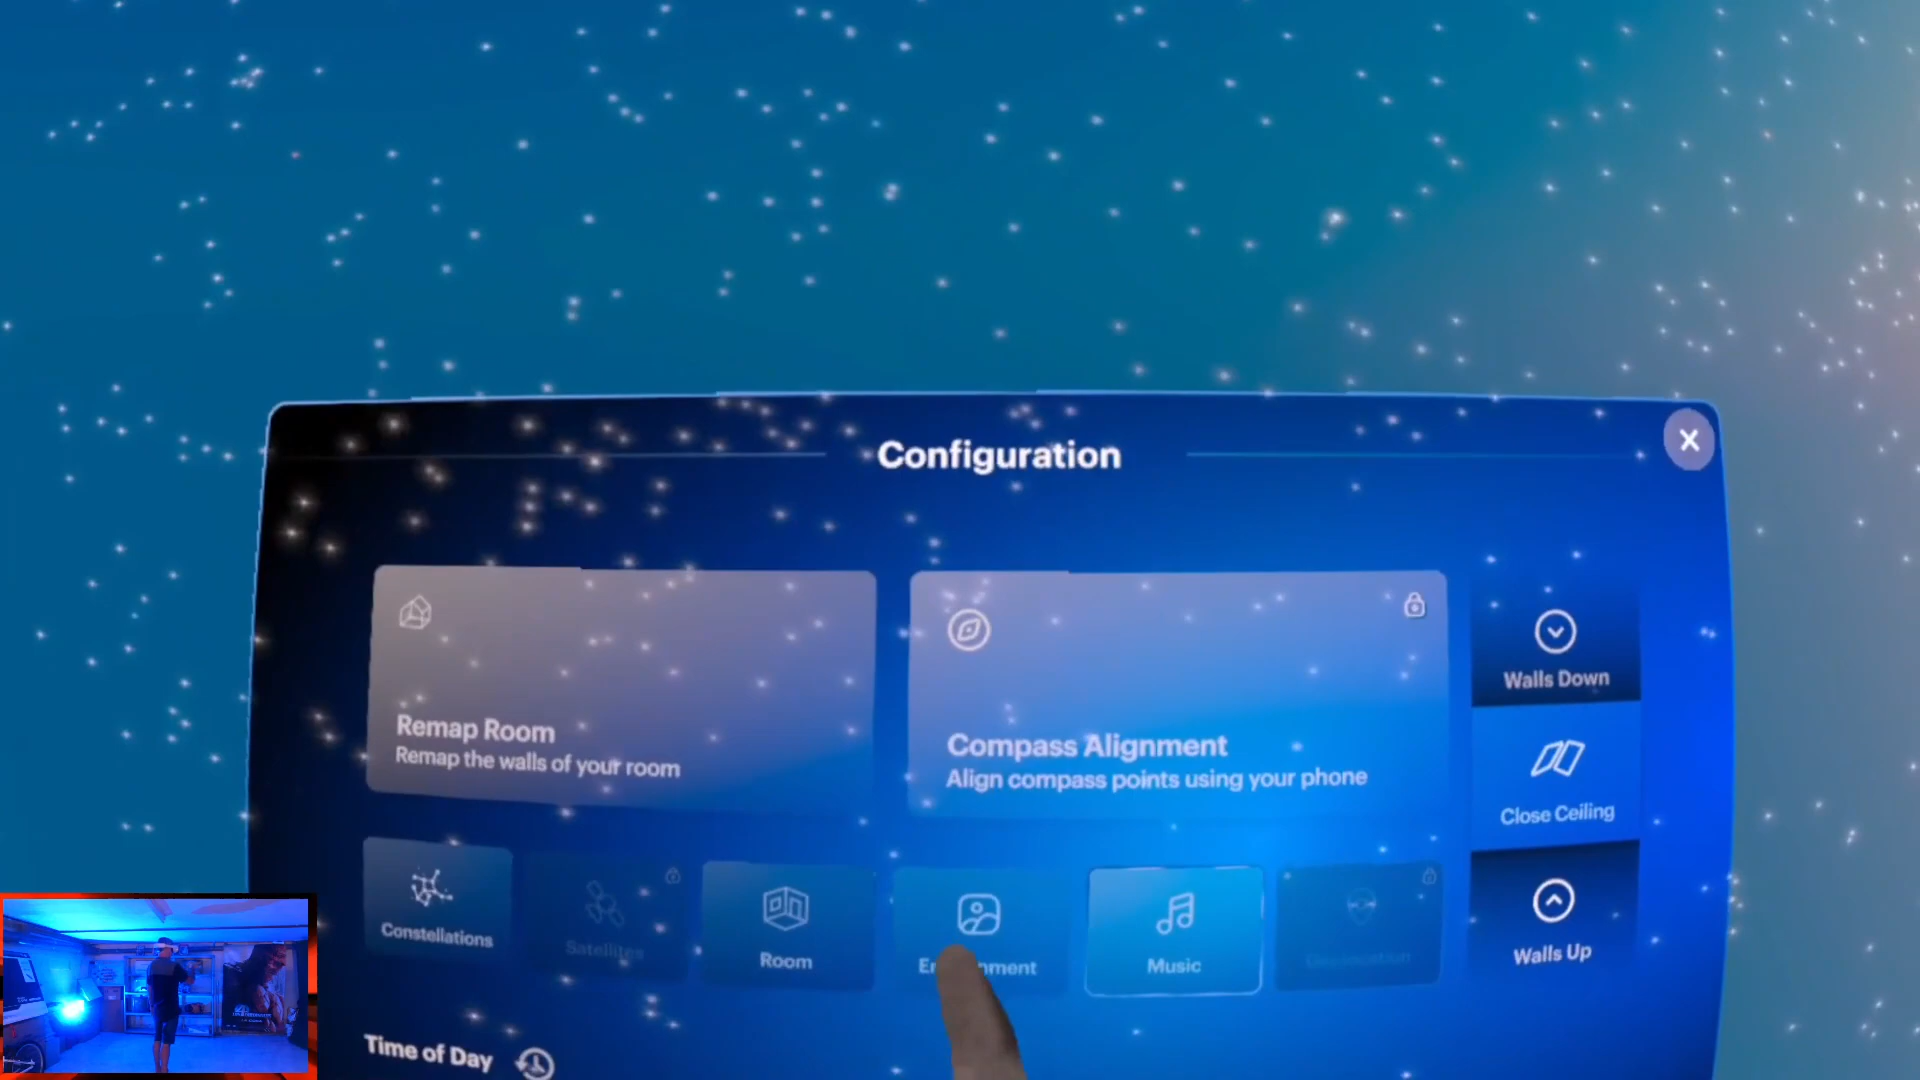 Configuration
Remap Room
Remap the walls of your room
Compass Alignment
Align compass points using your phone
Walls Down
Close Ceiling
Walls Up
Constellations
Satellites
Room
Music
Time of Day